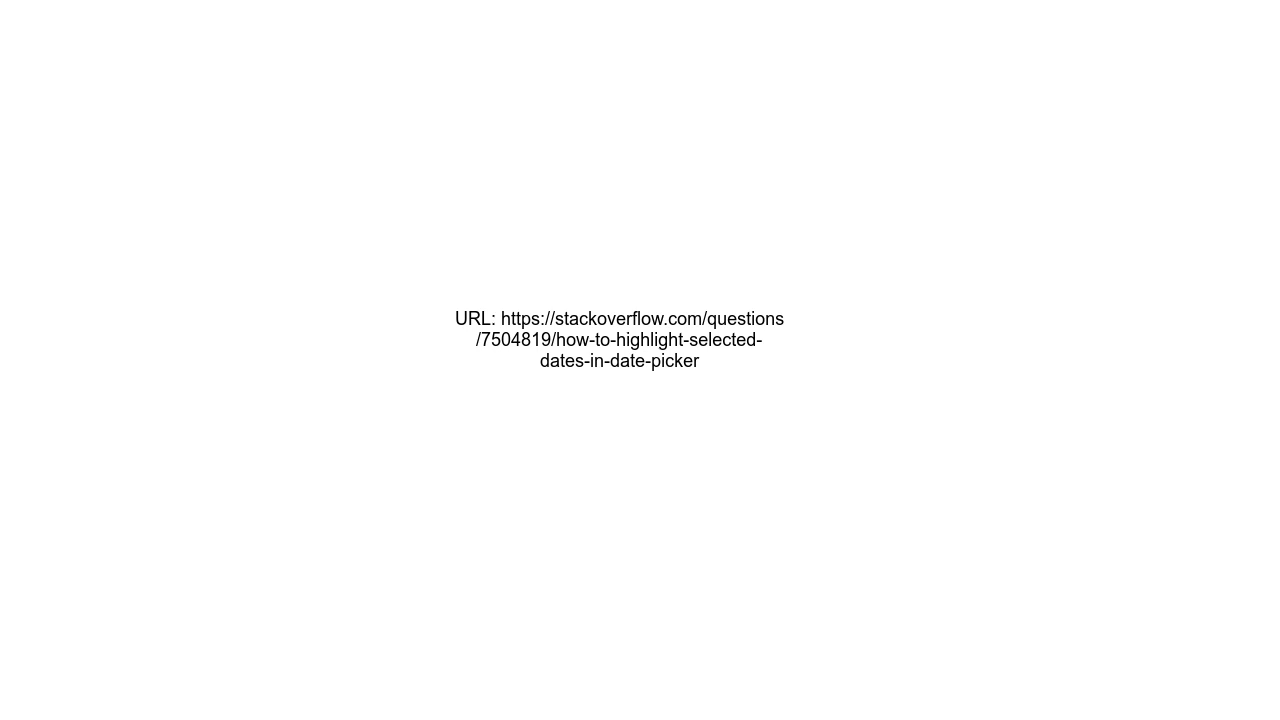 URL: https://stackoverflow.com/questions
/7504819/how-to-highlight-selected-
dates-in-date-picker